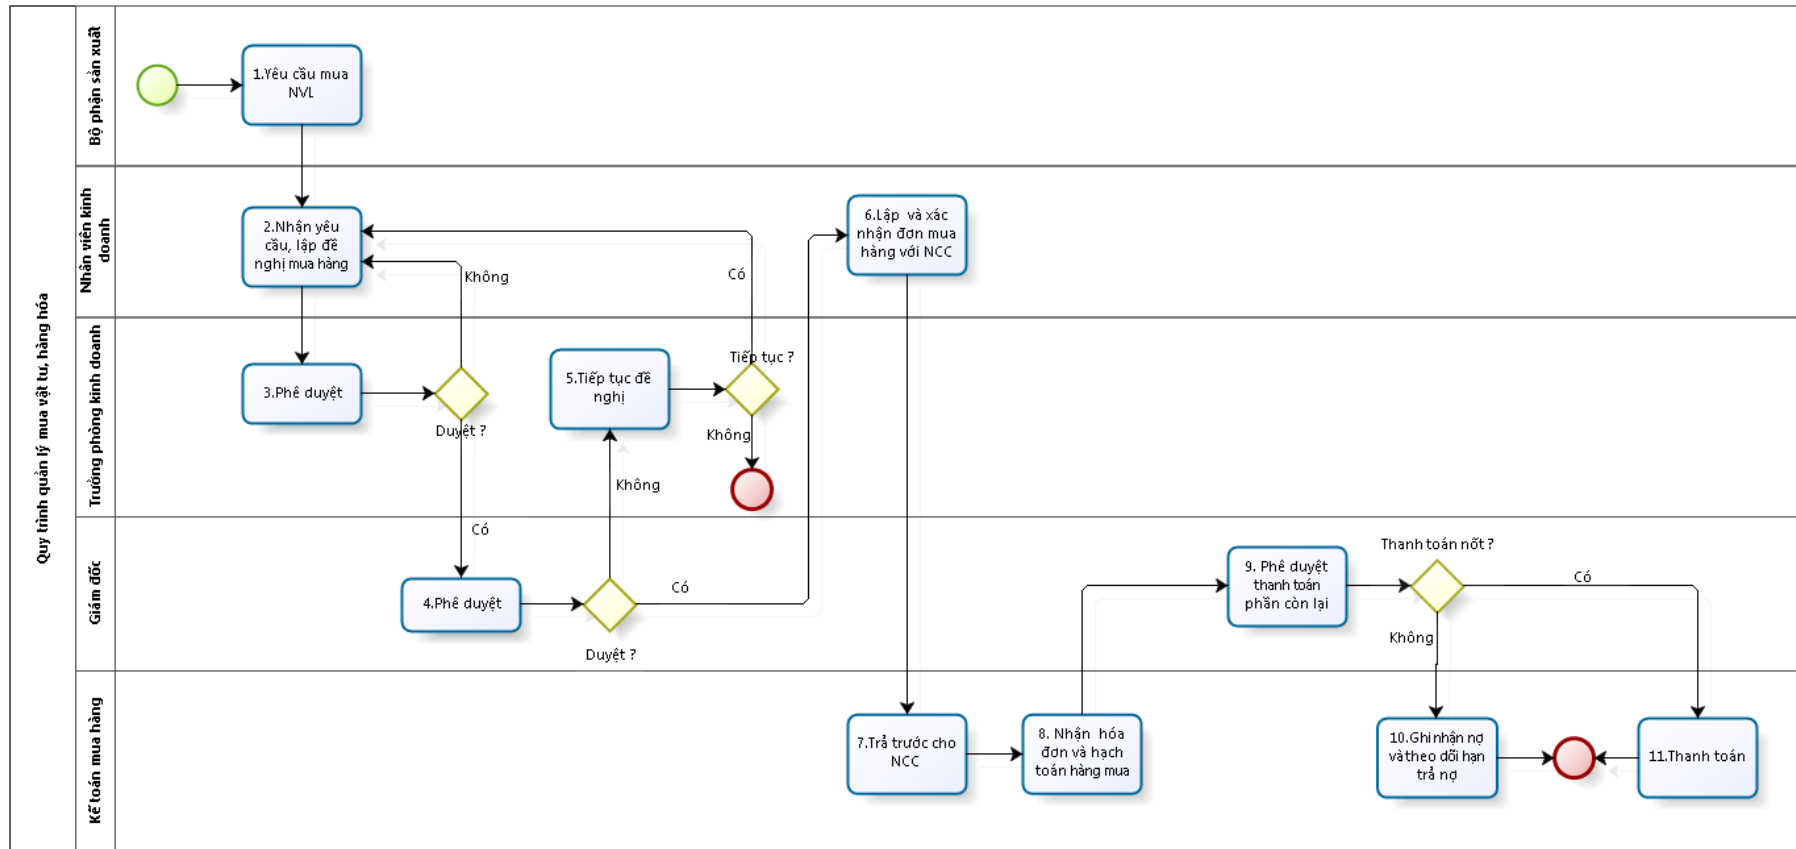 Quy trình quản lý mua vật tư, hàng hóa
Bộ phận sản xuất
1.Yêu cầu mua
NVL
Nhân viên kinh
doanh
2.Nhận yêu
cầu, lập đề
nghị mua hàng
Không
Có
6.Lập và xác
nhận đơn mua
hàng với NCC
Trưởng phòng kinh doanh
3.Phê duyệt
Duyệt ?
5.Tiếp tục đề
nghị
Tiếp tục ?
Không
Không
Có
Giám đốc
4.Phê duyệt
Duyệt ?
Có
9. Phê duyệt
thanh toán
phần còn lại
Thanh toán nốt ?
Có
Không
Kế toán mua hàng
7.Trả trước cho
NCC
8. Nhận hóa
đơn và hạch
toán hàng mua
10.Ghi nhận nợ
và theo dõi hạn
trả nợ
11.Thanh toán